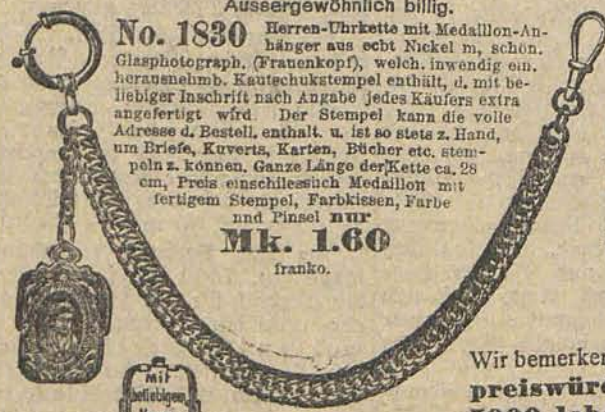 Aussergewöhnlich billig.
No. 1830 Herren-Uhrkette mit Medaillon-An-
hänger aus echt Nickel m. schön.
Glasphotograph. (Frauenkopf), welch. inwendig ein.
herausnehmb. Kautschukstempel enthält, d. mit be-
liebiger Inschrift nach Angabe jedes Käufers extra
angefertigt wird. Der Stempel kann die volle
Adresse d. Bestell. enthalt. u. ist so stets z. Hand,
um Briefe, Kuverts, Karten, Bücher etc. stem-
peln z. können. Ganze Länge der Kette ca. 28
cm, Preis einschliesslich Medaillon mit
fertigem Stempel, Farbkissen, Farbe
und Pinsel nur
Mk. 1.60
franko.
Wir bemerken
preiswür
Mit
beliebigem